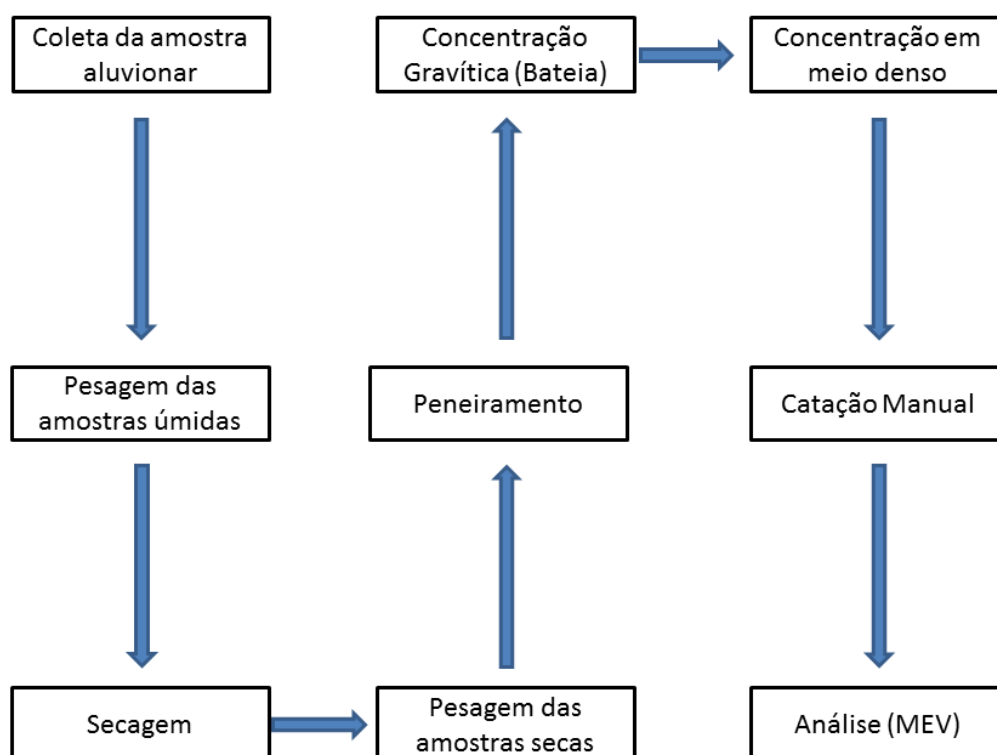 Coleta da amostra
aluvionar
Pesagem das
amostras úmidas
Secagem
Pesagem das
amostras secas
Peneiramento
Concentração
Gravítica (Bateia)
Concentração em
meio denso
Catação Manual
Análise (MEV)